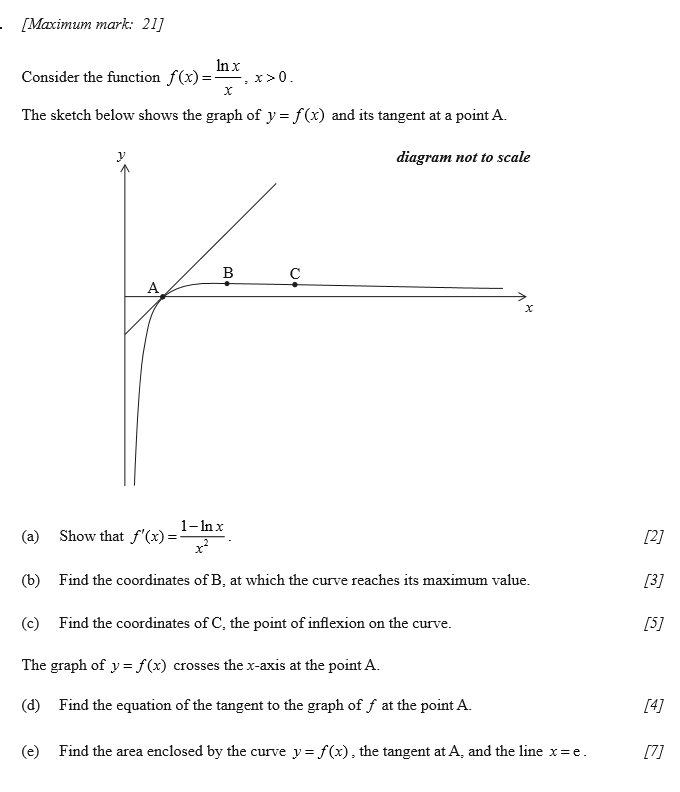 . [Maximum mark: 21]
Consider the function f(x) = ln x / x, x > 0.
The sketch below shows the graph of y = f(x) and its tangent at a point A.
y
diagram not to scale
A B C
x
(a) Show that f′(x) = (1 − ln x) / x². [2]
(b) Find the coordinates of B, at which the curve reaches its maximum value. [3]
(c) Find the coordinates of C, the point of inflexion on the curve. [5]
The graph of y = f(x) crosses the x-axis at the point A.
(d) Find the equation of the tangent to the graph of f at the point A. [4]
(e) Find the area enclosed by the curve y = f(x), the tangent at A, and the line x = e. [7]